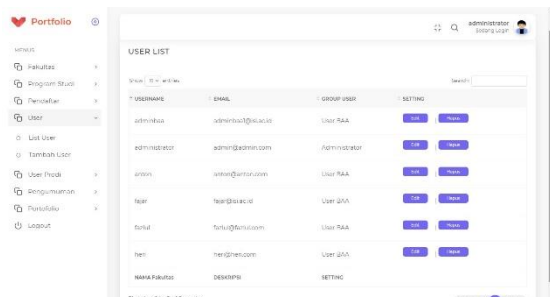 Portfolio
administrator
Sedang Login
MENUS
Fakultas
Program Studi
Pendaftar
User
List User
Tambah User
User Prodi
Pengumuman
Portofolio
Logout
USER LIST
Show 10 entries
Search:
USERNAME EMAIL GROUP USER SETTING
adminbaa adminbaa1@isi.ac.id User BAA Edit | Hapus
administrator admin@admin.com Administrator Edit | Hapus
anton anton@anton.com User BAA Edit | Hapus
fajar fajar@isi.ac.id User BAA Edit | Hapus
User BAA Edit | Hapus
heri heri@heri.com User BAA Edit | Hapus
NAMA Fakultas DESKRIPSI SETTING